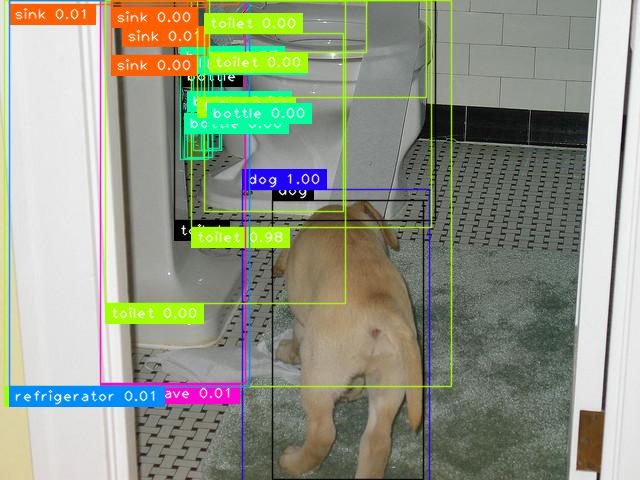 sink 0.01
sink 0.00
toilet 0.00
sink 0.01
toilet 0.00
sink 0.00
bottle
bottle 0.00
dog 1.00
dog
toilet 0.98
toilet 0.00
refrigerator 0.01
ave 0.01